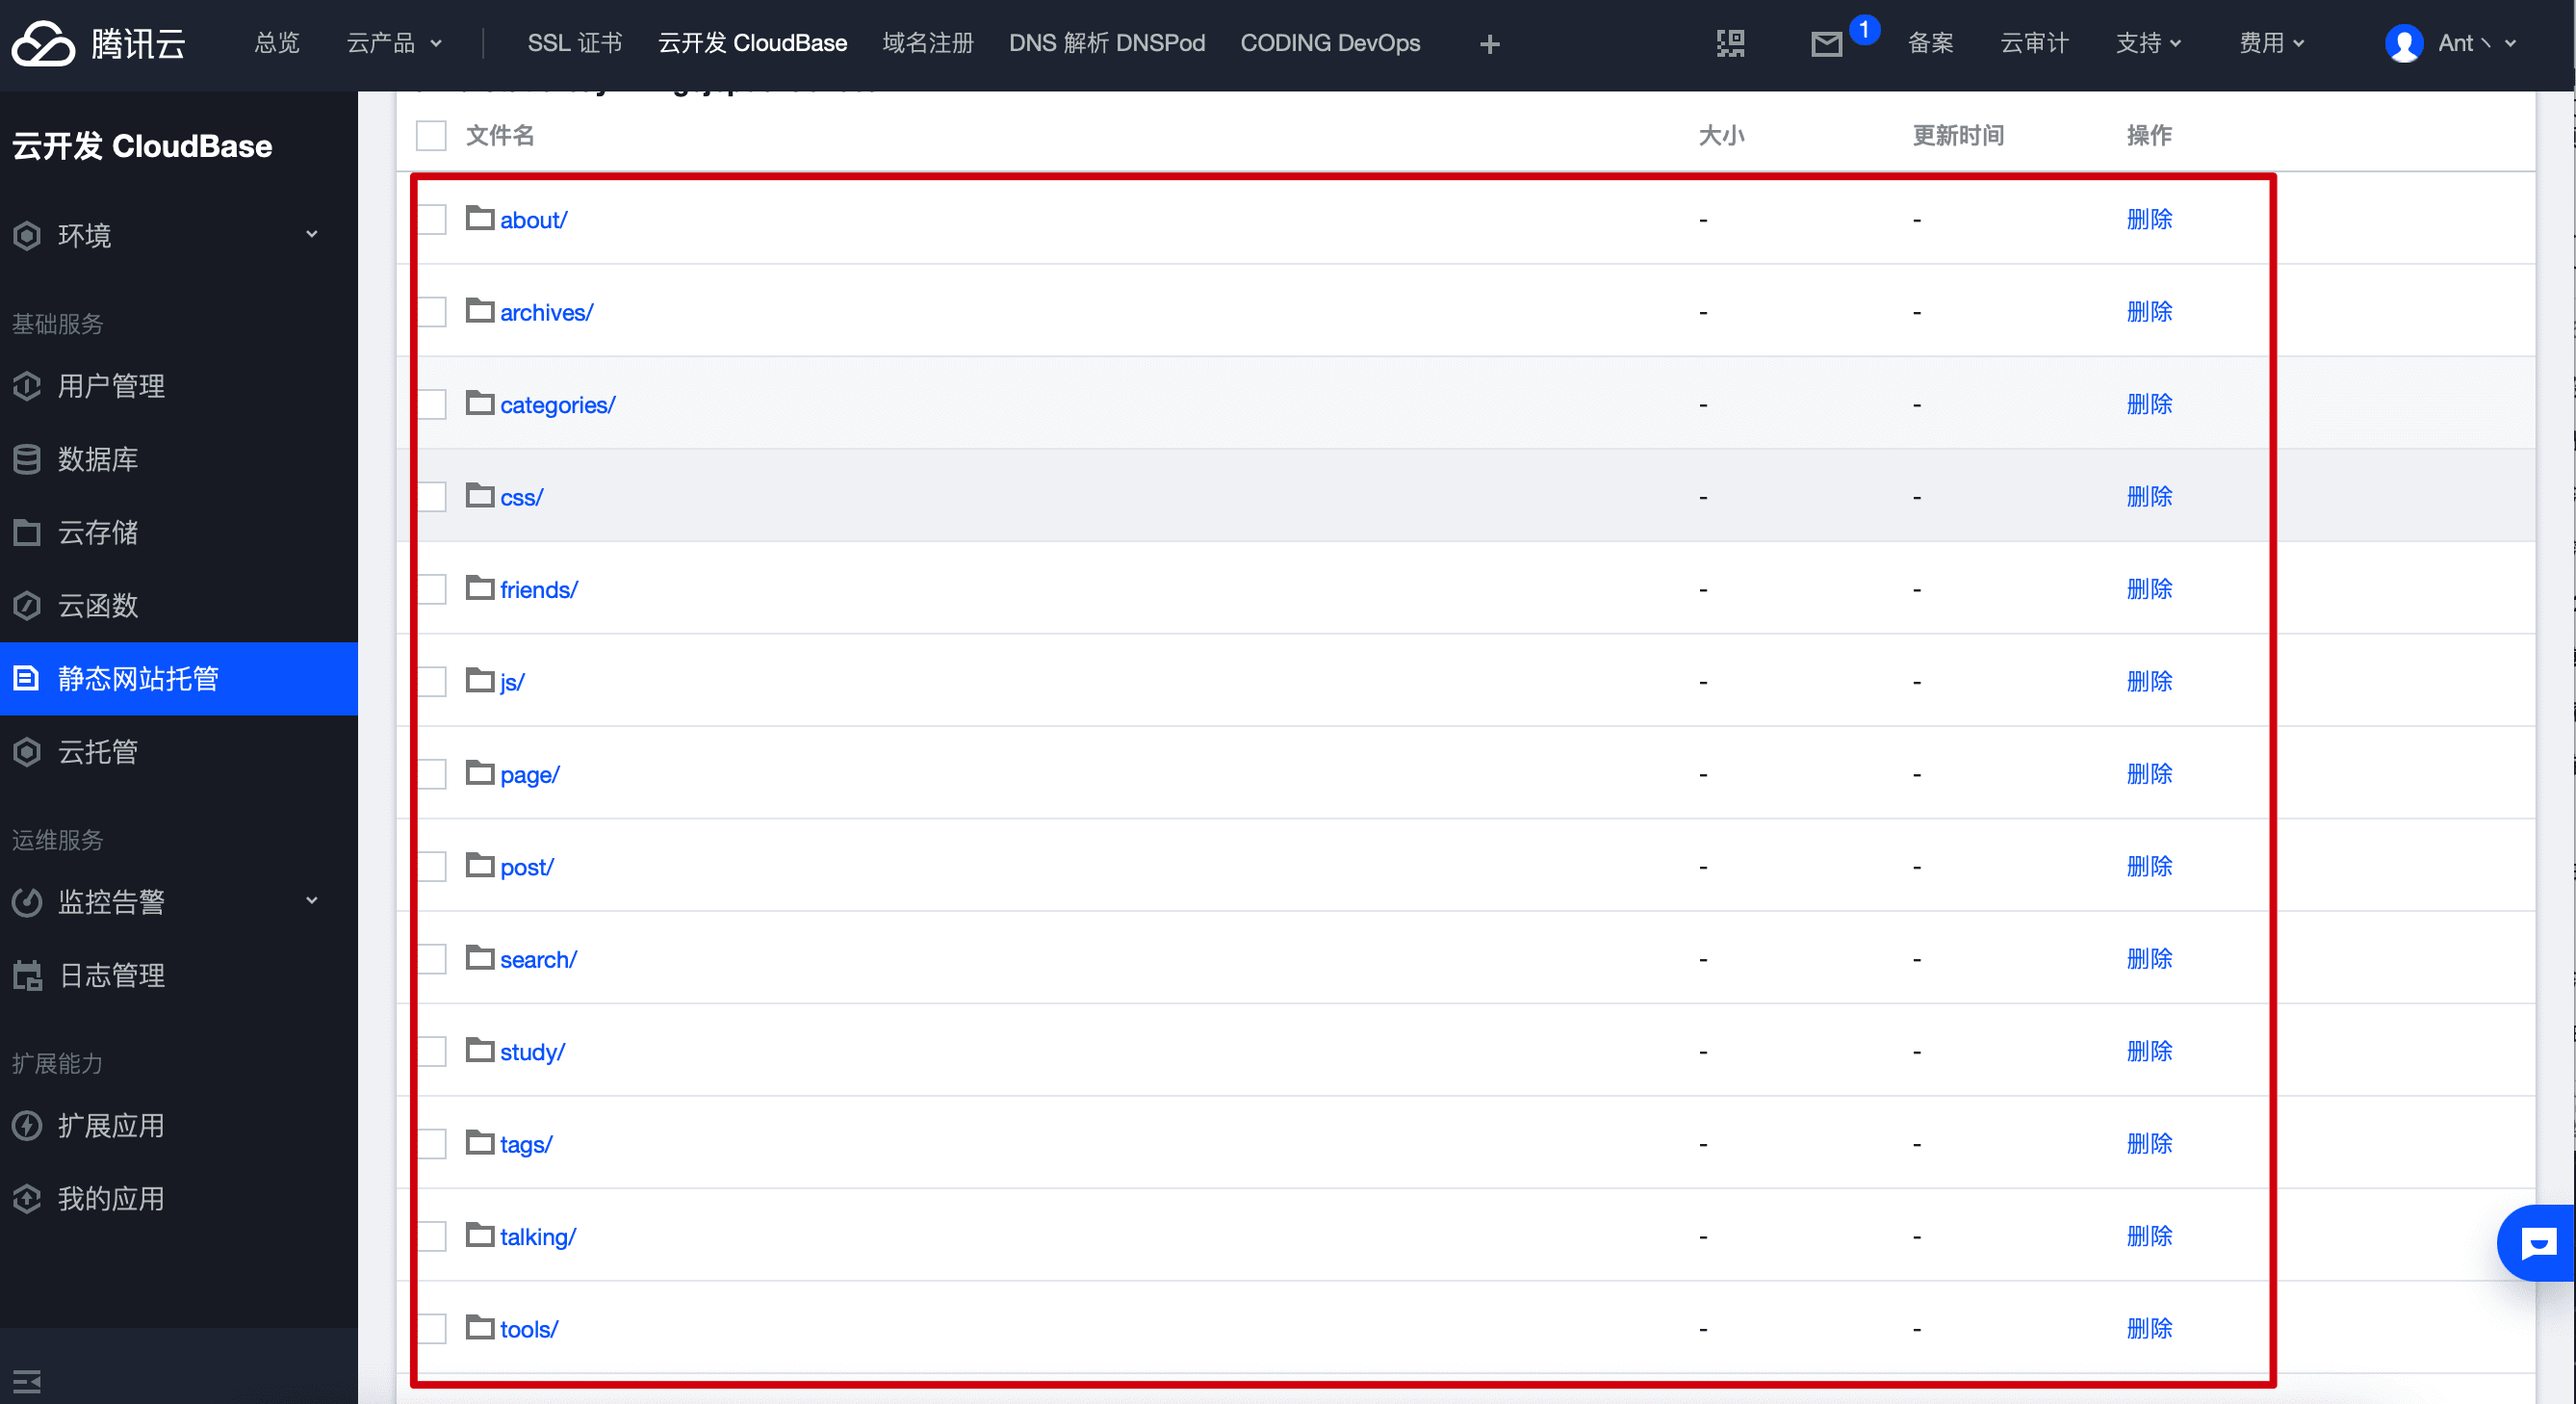 腾讯云 总览 云产品 SSL 证书 云开发 CloudBase 域名注册 DNS 解析 DNSPod CODING DevOps + 1 备案 云审计 支持 费用 Ant丶
云开发 CloudBase
环境
基础服务
用户管理
数据库
云存储
云函数
静态网站托管
云托管
运维服务
监控告警
日志管理
扩展能力
扩展应用
我的应用
文件名 大小 更新时间 操作
about/ - - 删除
archives/ - - 删除
categories/ - - 删除
css/ - - 删除
friends/ - - 删除
js/ - - 删除
page/ - - 删除
post/ - - 删除
search/ - - 删除
study/ - - 删除
tags/ - - 删除
talking/ - - 删除
tools/ - - 删除